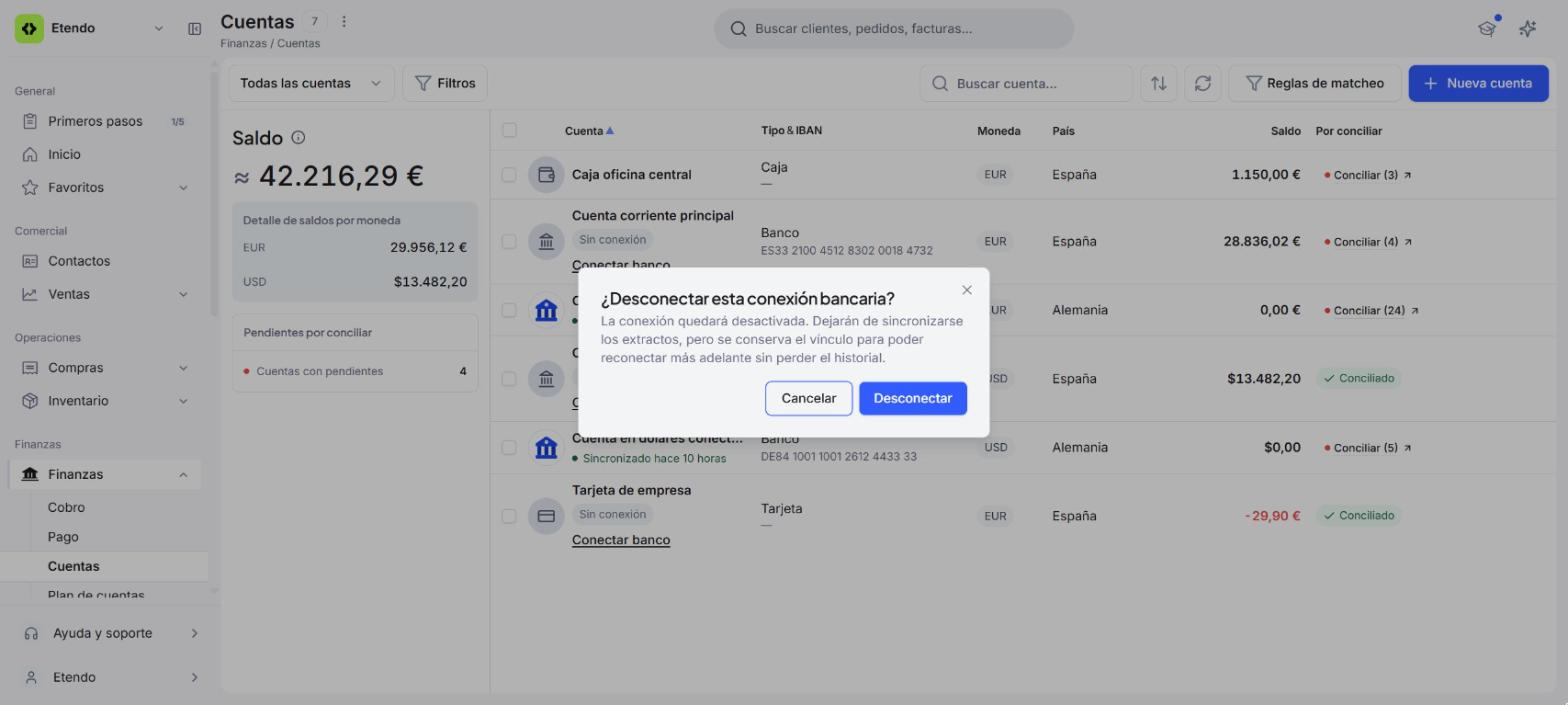 Etendo
Cuentas 7
Finanzas / Cuentas
Buscar clientes, pedidos, facturas...
General
Primeros pasos 1/5
Inicio
Favoritos
Comercial
Contactos
Ventas
Operaciones
Compras
Inventario
Finanzas
Finanzas
Cobro
Pago
Cuentas
Plan de cuentas
Ayuda y soporte
Etendo
Todas las cuentas
Filtros
Buscar cuenta...
Reglas de matcheo
+ Nueva cuenta
Saldo
≈ 42.216,29 €
Detalle de saldos por moneda
EUR 29.956,12 €
USD $13.482,20
Pendientes por conciliar
Cuentas con pendientes 4
Cuenta Tipo & IBAN Moneda País Saldo Por conciliar
Caja oficina central Caja EUR España 1.150,00 € Conciliar (3)
—
Cuenta corriente principal
Sin conexión
Conectar banco
Banco
ES33 2100 4512 8302 0018 4732
EUR España 28.836,02 € Conciliar (4)
Alemania 0,00 € Conciliar (24)
España $13.482,20 Conciliado
¿Desconectar esta conexión bancaria?
La conexión quedará desactivada. Dejarán de sincronizarse
los extractos, pero se conserva el vínculo para poder
reconectar más adelante sin perder el historial.
Cancelar Desconectar
Cuenta en dólares conect...
Sincronizado hace 10 horas
Banco
DE84 1001 1001 2612 4433 33
USD Alemania $0,00 Conciliar (5)
Tarjeta de empresa
Sin conexión
Conectar banco
Tarjeta
—
EUR España -29,90 € Conciliado